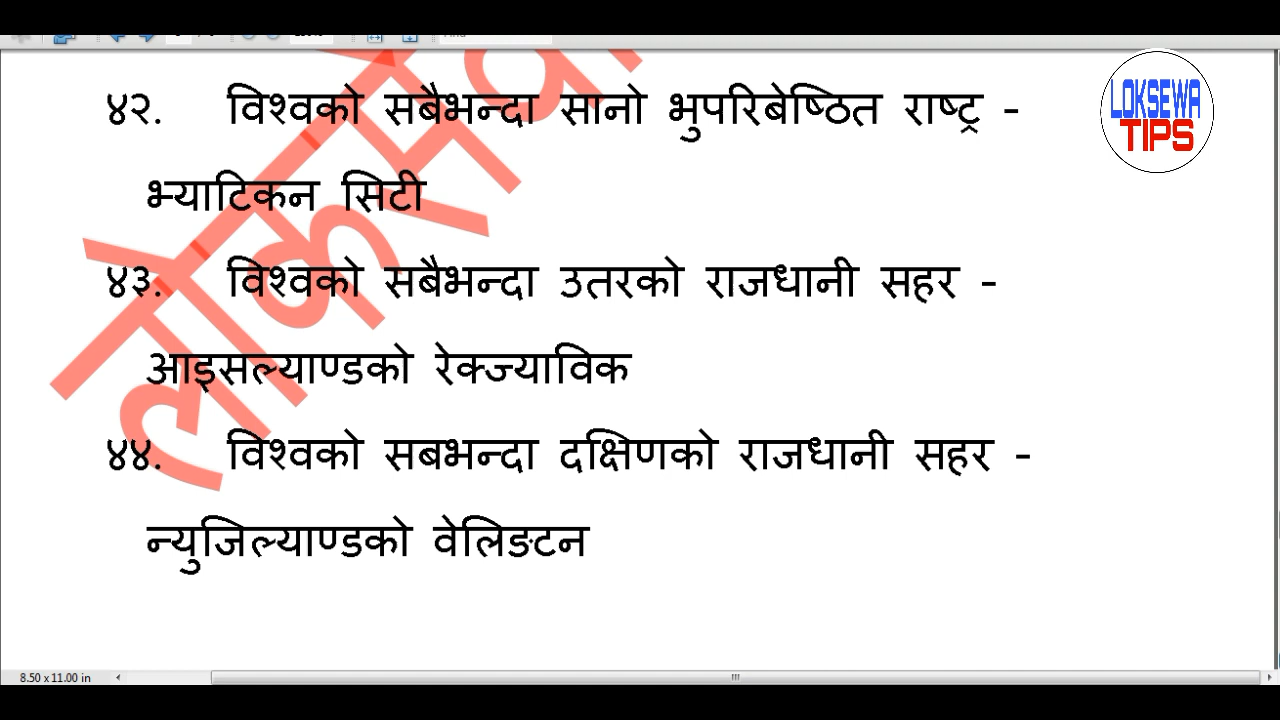 LOKSEWA
TIPS
४२. विश्वको सबैभन्दा सानो भुपरिबेष्ठित राष्ट्र -
भ्याटिकन सिटी
४३. विश्वको सबैभन्दा उतरको राजधानी सहर -
आइसल्याण्डको रेक्ज्याविक
४४. विश्वको सबभन्दा दक्षिणको राजधानी सहर -
न्युजिल्याण्डको वेलिङटन
8.50 x 11.00 in